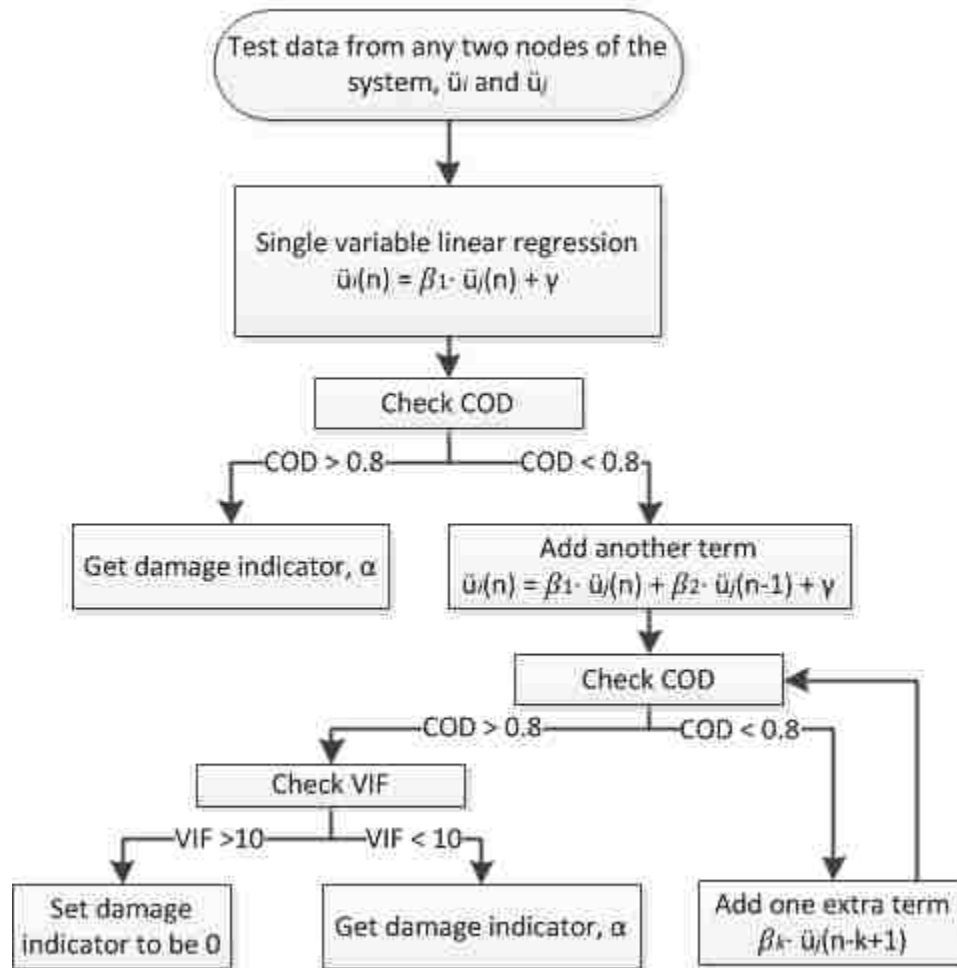 Test data from any two nodes of the
system, üi and üj
Single variable linear regression
üi(n) = β1· üj(n) + γ
Check COD
COD > 0.8
COD < 0.8
Get damage indicator, α
Add another term
üi(n) = β1· üj(n) + β2· üj(n-1) + γ
Check COD
COD > 0.8
COD < 0.8
Check VIF
VIF >10
VIF < 10
Set damage
indicator to be 0
Get damage indicator, α
Add one extra term
βk· üj(n-k+1)